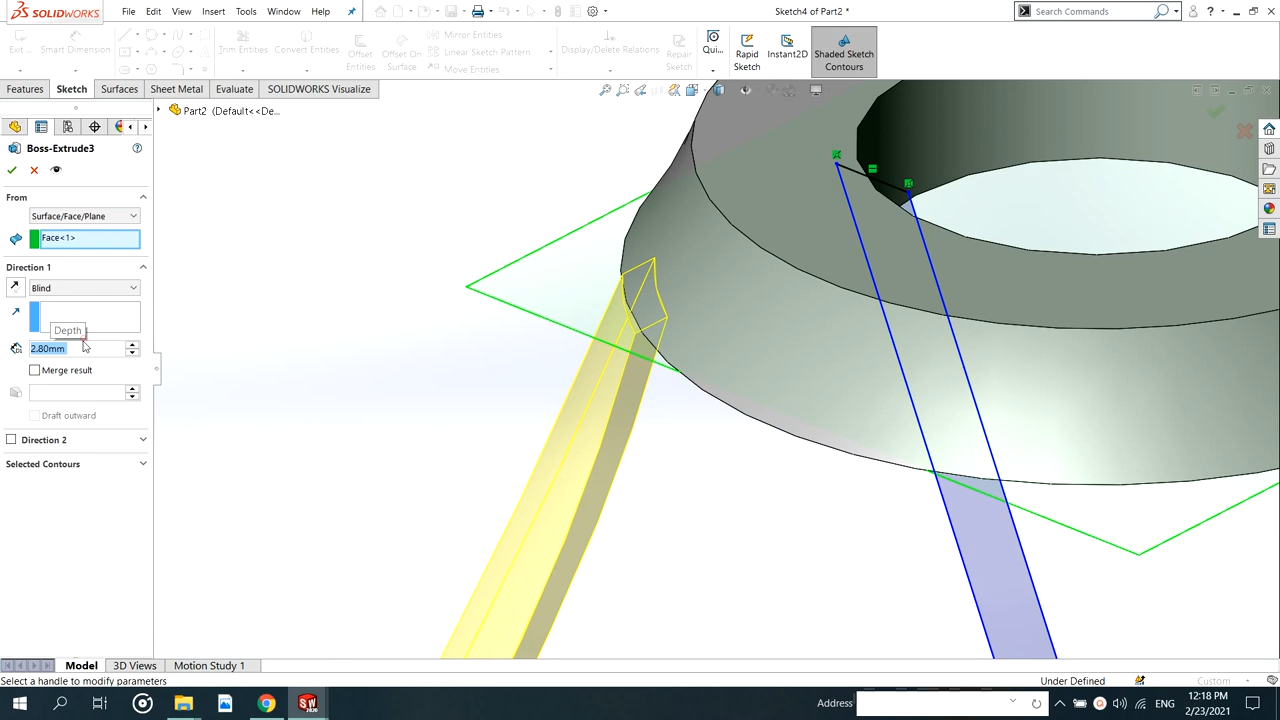 SOLIDWORKS File Edit View Insert Tools Window Help Sketch4 of Part2 * Search Commands
Exit... Smart Dimension Trim Entities Convert Entities Offset Entities Offset On Surface Mirror Entities Linear Sketch Pattern Move Entities Display/Delete Relations Repair Sketch Qui... Rapid Sketch Instant2D Shaded Sketch Contours
Features Sketch Surfaces Sheet Metal Evaluate SOLIDWORKS Visualize
Part2 (Default<<De...
Boss-Extrude3
From
Surface/Face/Plane
Face<1>
Direction 1
Blind
Depth
2.80mm
Merge result
Draft outward
Direction 2
Selected Contours
Model 3D Views Motion Study 1
Select a handle to modify parameters Under Defined Custom
Address ENG 12:18 PM
2/23/2021